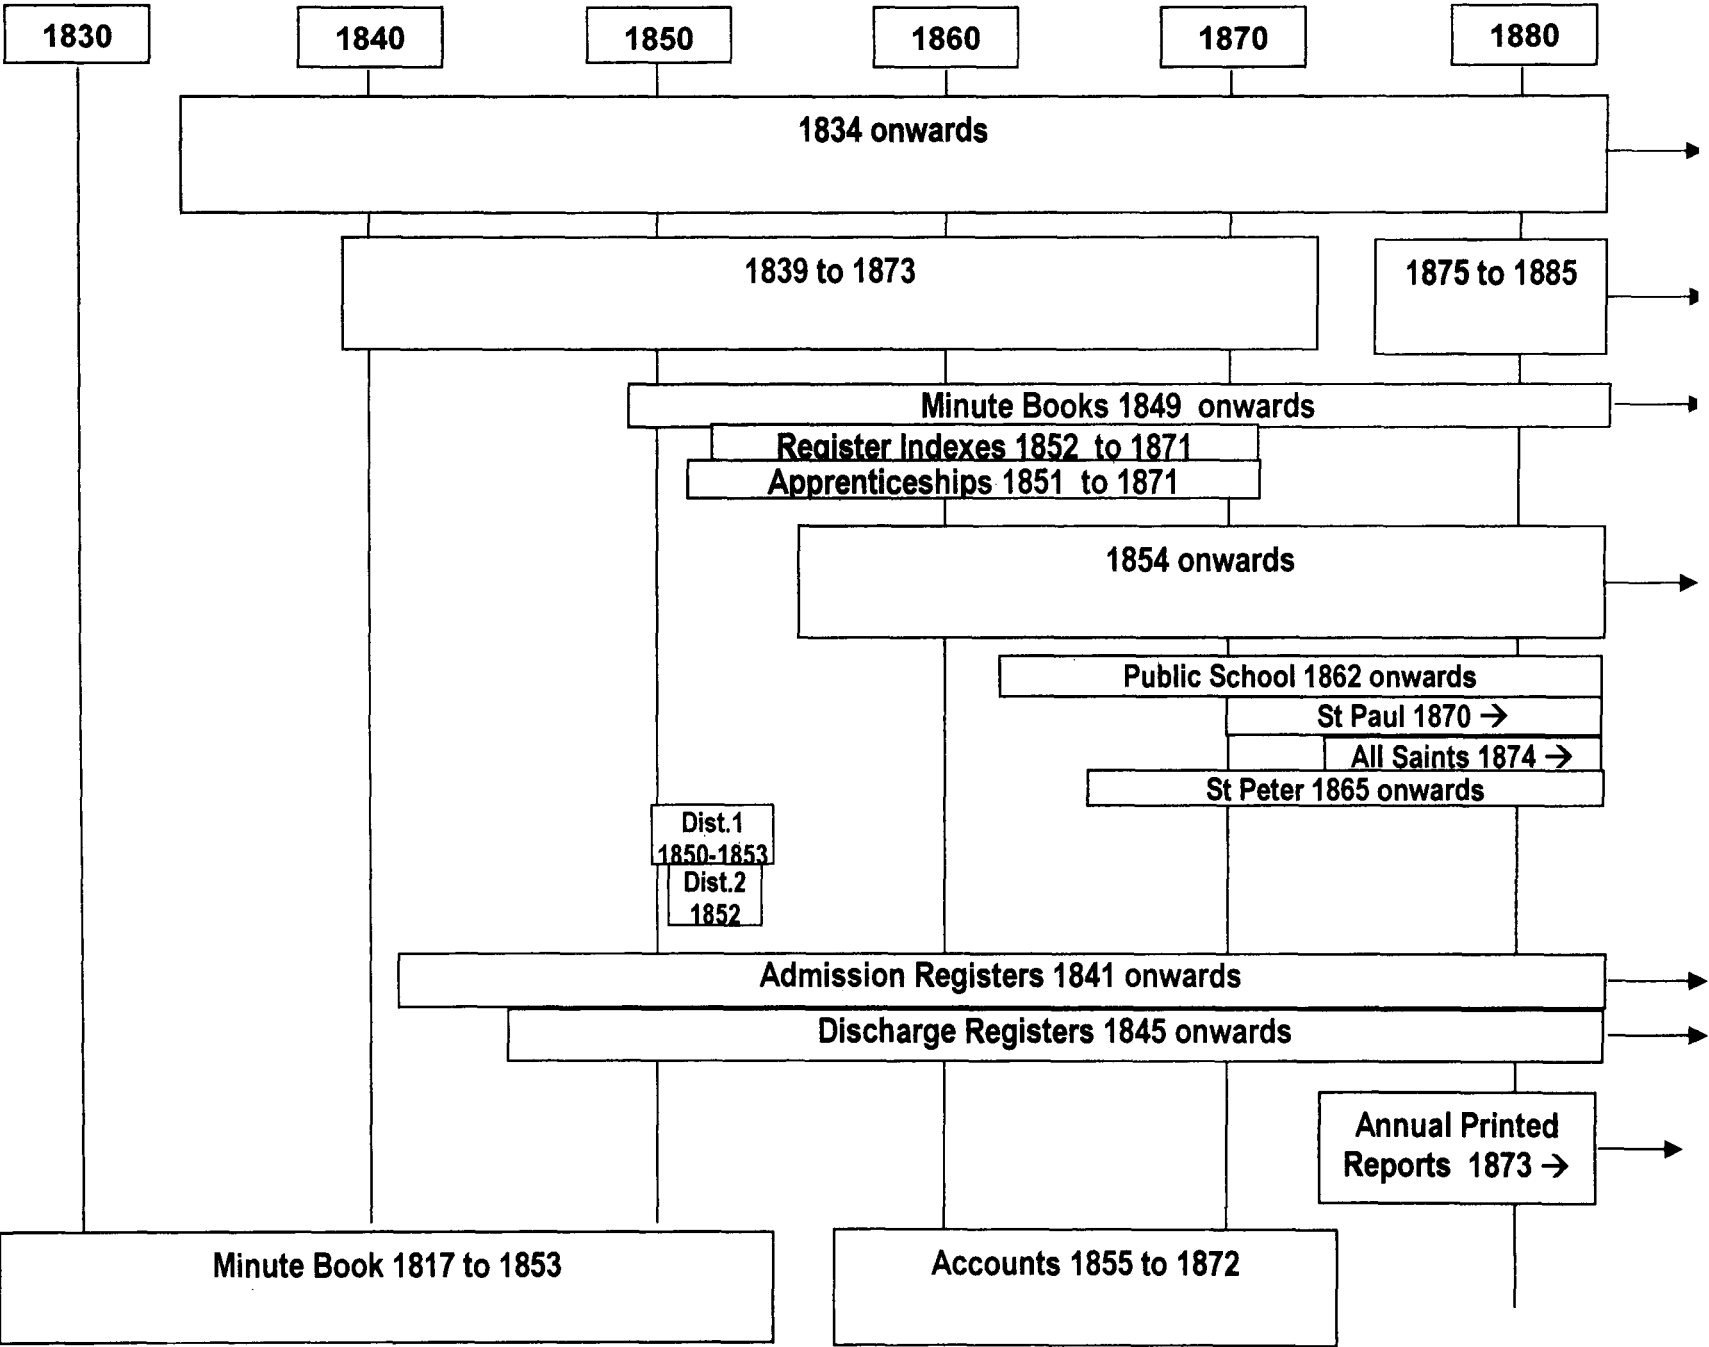 1830 1840 1850 1860 1870 1880
1834 onwards
1839 to 1873
1875 to 1885
Minute Books 1849 onwards
Register Indexes 1852 to 1871
Apprenticeships 1851 to 1871
1854 onwards
Public School 1862 onwards
St Paul 1870 →
All Saints 1874 →
St Peter 1865 onwards
Dist.1
1850-1853
Dist.2
1852
Admission Registers 1841 onwards
Discharge Registers 1845 onwards
Annual Printed
Reports 1873 →
Minute Book 1817 to 1853
Accounts 1855 to 1872